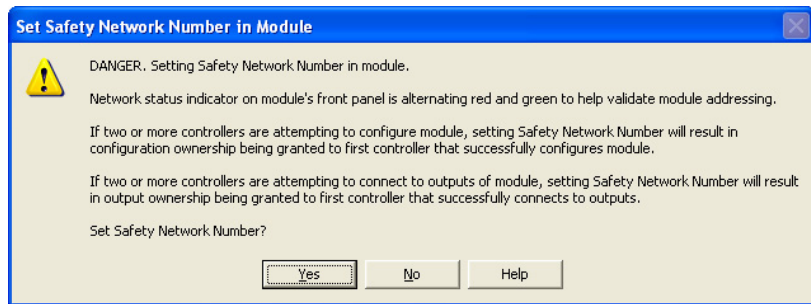 Set Safety Network Number in Module
DANGER. Setting Safety Network Number in module.
Network status indicator on module's front panel is alternating red and green to help validate module addressing.
If two or more controllers are attempting to configure module, setting Safety Network Number will result in
configuration ownership being granted to first controller that successfully configures module.
If two or more controllers are attempting to connect to outputs of module, setting Safety Network Number will result
in output ownership being granted to first controller that successfully connects to outputs.
Set Safety Network Number?
Yes No Help